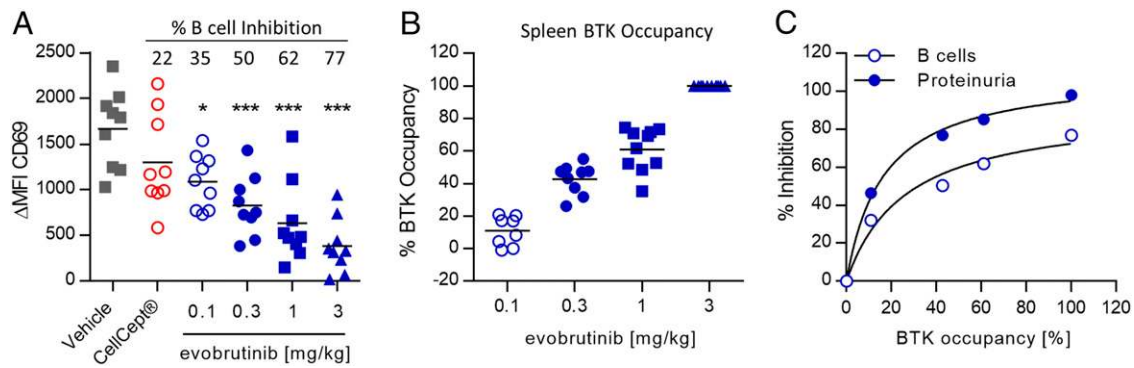 A
% B cell Inhibition
22 35 50 62 77
* *** *** ***
2500
2000
1500
1000
500
0
ΔMFI CD69
Vehicle
CellCept®
0.1 0.3 1 3
evobrutinib [mg/kg]
B
Spleen BTK Occupancy
120
100
80
60
40
20
0
-20
% BTK Occupancy
0.1 0.3 1 3
evobrutinib [mg/kg]
C
B cells
Proteinuria
120
100
80
60
40
20
0
% Inhibition
0 20 40 60 80 100 120
BTK occupancy [%]